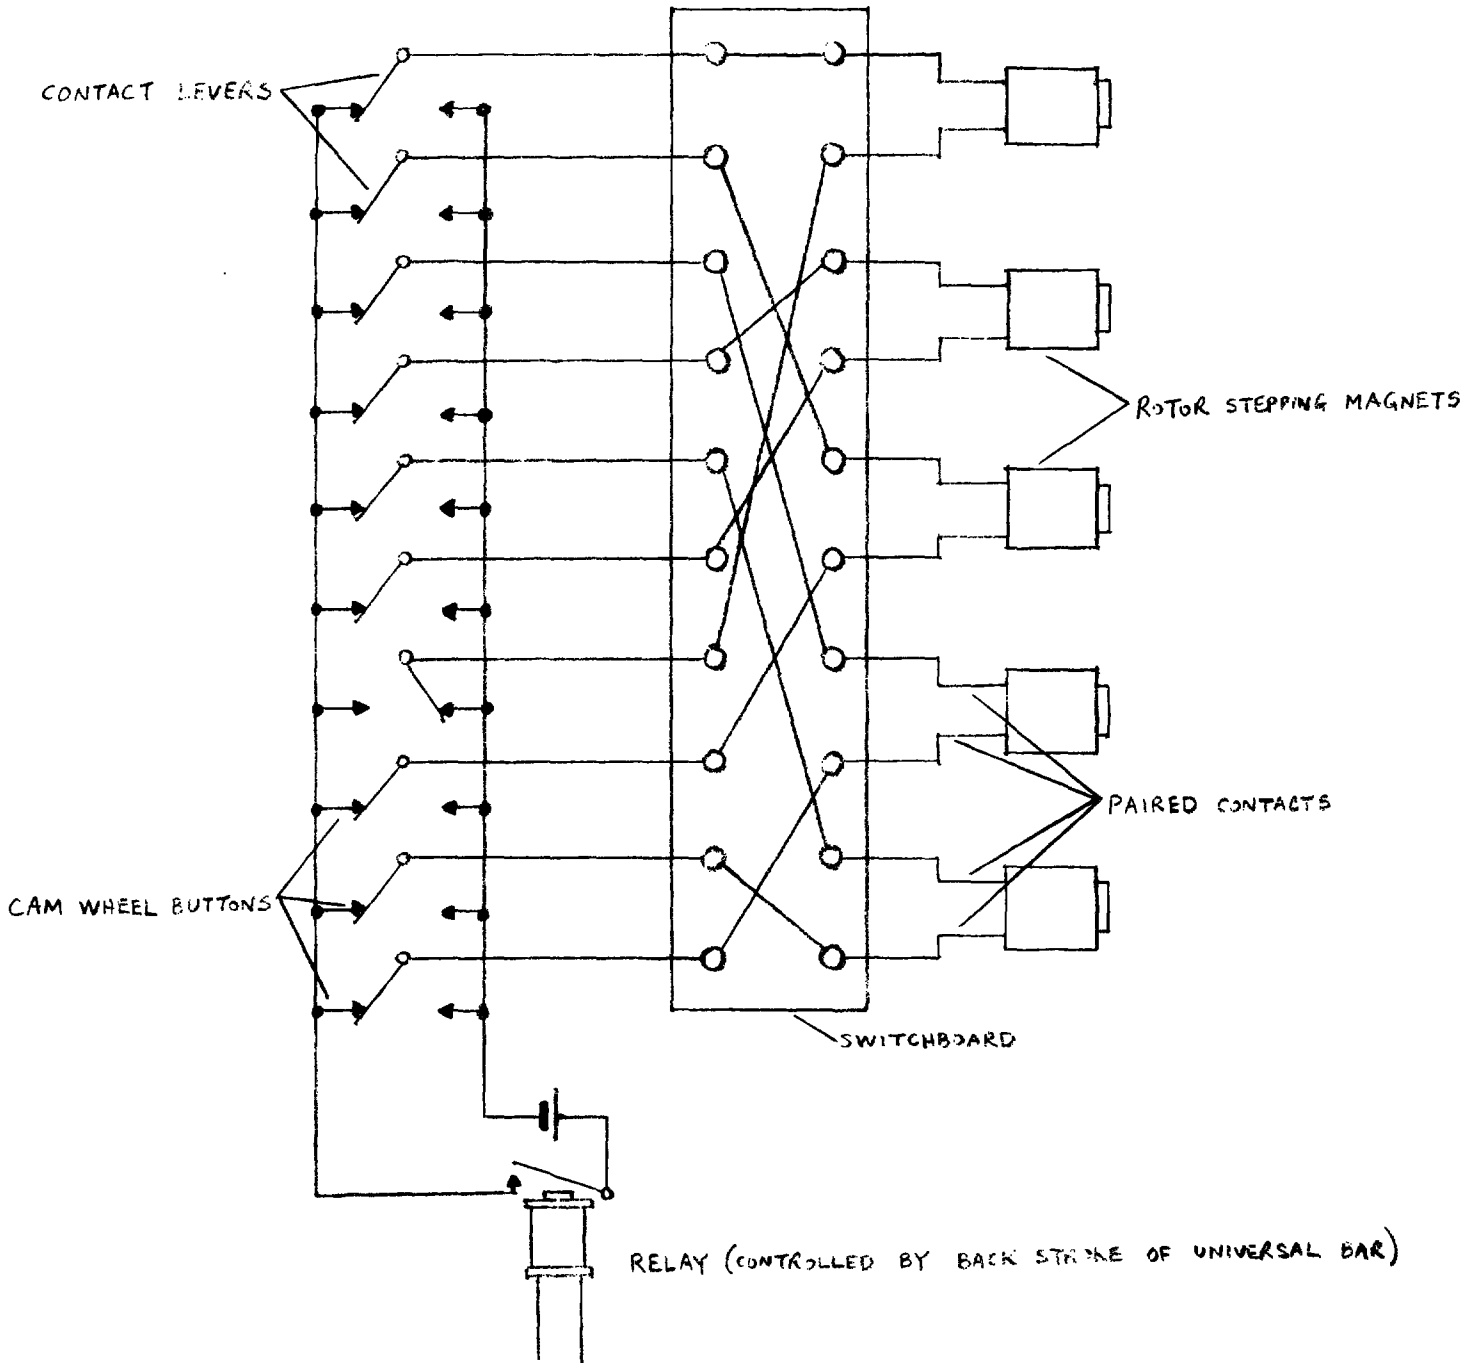 CONTACT LEVERS
ROTOR STEPPING MAGNETS
PAIRED CONTACTS
CAM WHEEL BUTTONS
SWITCHBOARD
RELAY (CONTROLLED BY BACK STROKE OF UNIVERSAL BAR)